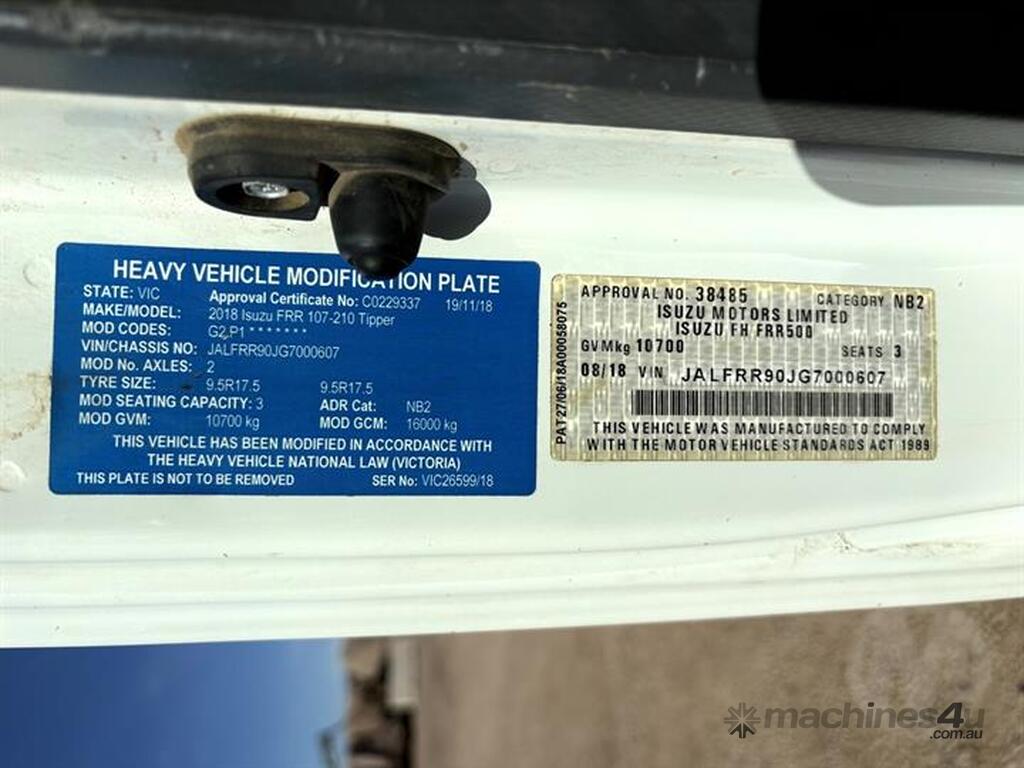 HEAVY VEHICLE MODIFICATION PLATE
STATE: VIC Approval Certificate No: C0229337 19/11/18
MAKE/MODEL: 2018 Isuzu FRR 107-210 Tipper
MOD CODES: G2,P1*******
VIN/CHASSIS NO: JALFRR90JG7000607
MOD No. AXLES: 2
TYRE SIZE: 9.5R17.5 9.5R17.5
MOD SEATING CAPACITY: 3 ADR Cat: NB2
MOD GVM: 10700 kg MOD GCM: 16000 kg
THIS VEHICLE HAS BEEN MODIFIED IN ACCORDANCE WITH
THE HEAVY VEHICLE NATIONAL LAW (VICTORIA)
THIS PLATE IS NOT TO BE REMOVED SER No: VIC26599/18
PAT27/06/18A00058075
APPROVAL NO. 38485 CATEGORY NB2
ISUZU MOTORS LIMITED
ISUZU FH FRR500
GVMkg 10700 SEATS 3
08/18 VIN JALFRR90JG7000607
THIS VEHICLE WAS MANUFACTURED TO COMPLY
WITH THE MOTOR VEHICLE STANDARDS ACT 1989
machines4u
.com.au